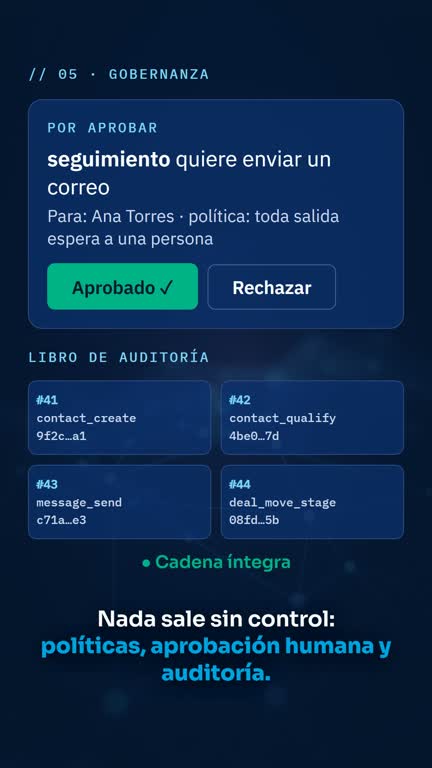 // 05 · GOBERNANZA
POR APROBAR
seguimiento quiere enviar un
correo
Para: Ana Torres · política: toda salida
espera a una persona
Aprobado ✓
Rechazar
LIBRO DE AUDITORÍA
#41
contact_create
9f2c…a1
#42
contact_qualify
4be0…7d
#43
message_send
c71a…e3
#44
deal_move_stage
08fd…5b
• Cadena íntegra
Nada sale sin control:
políticas, aprobación humana y
auditoría.